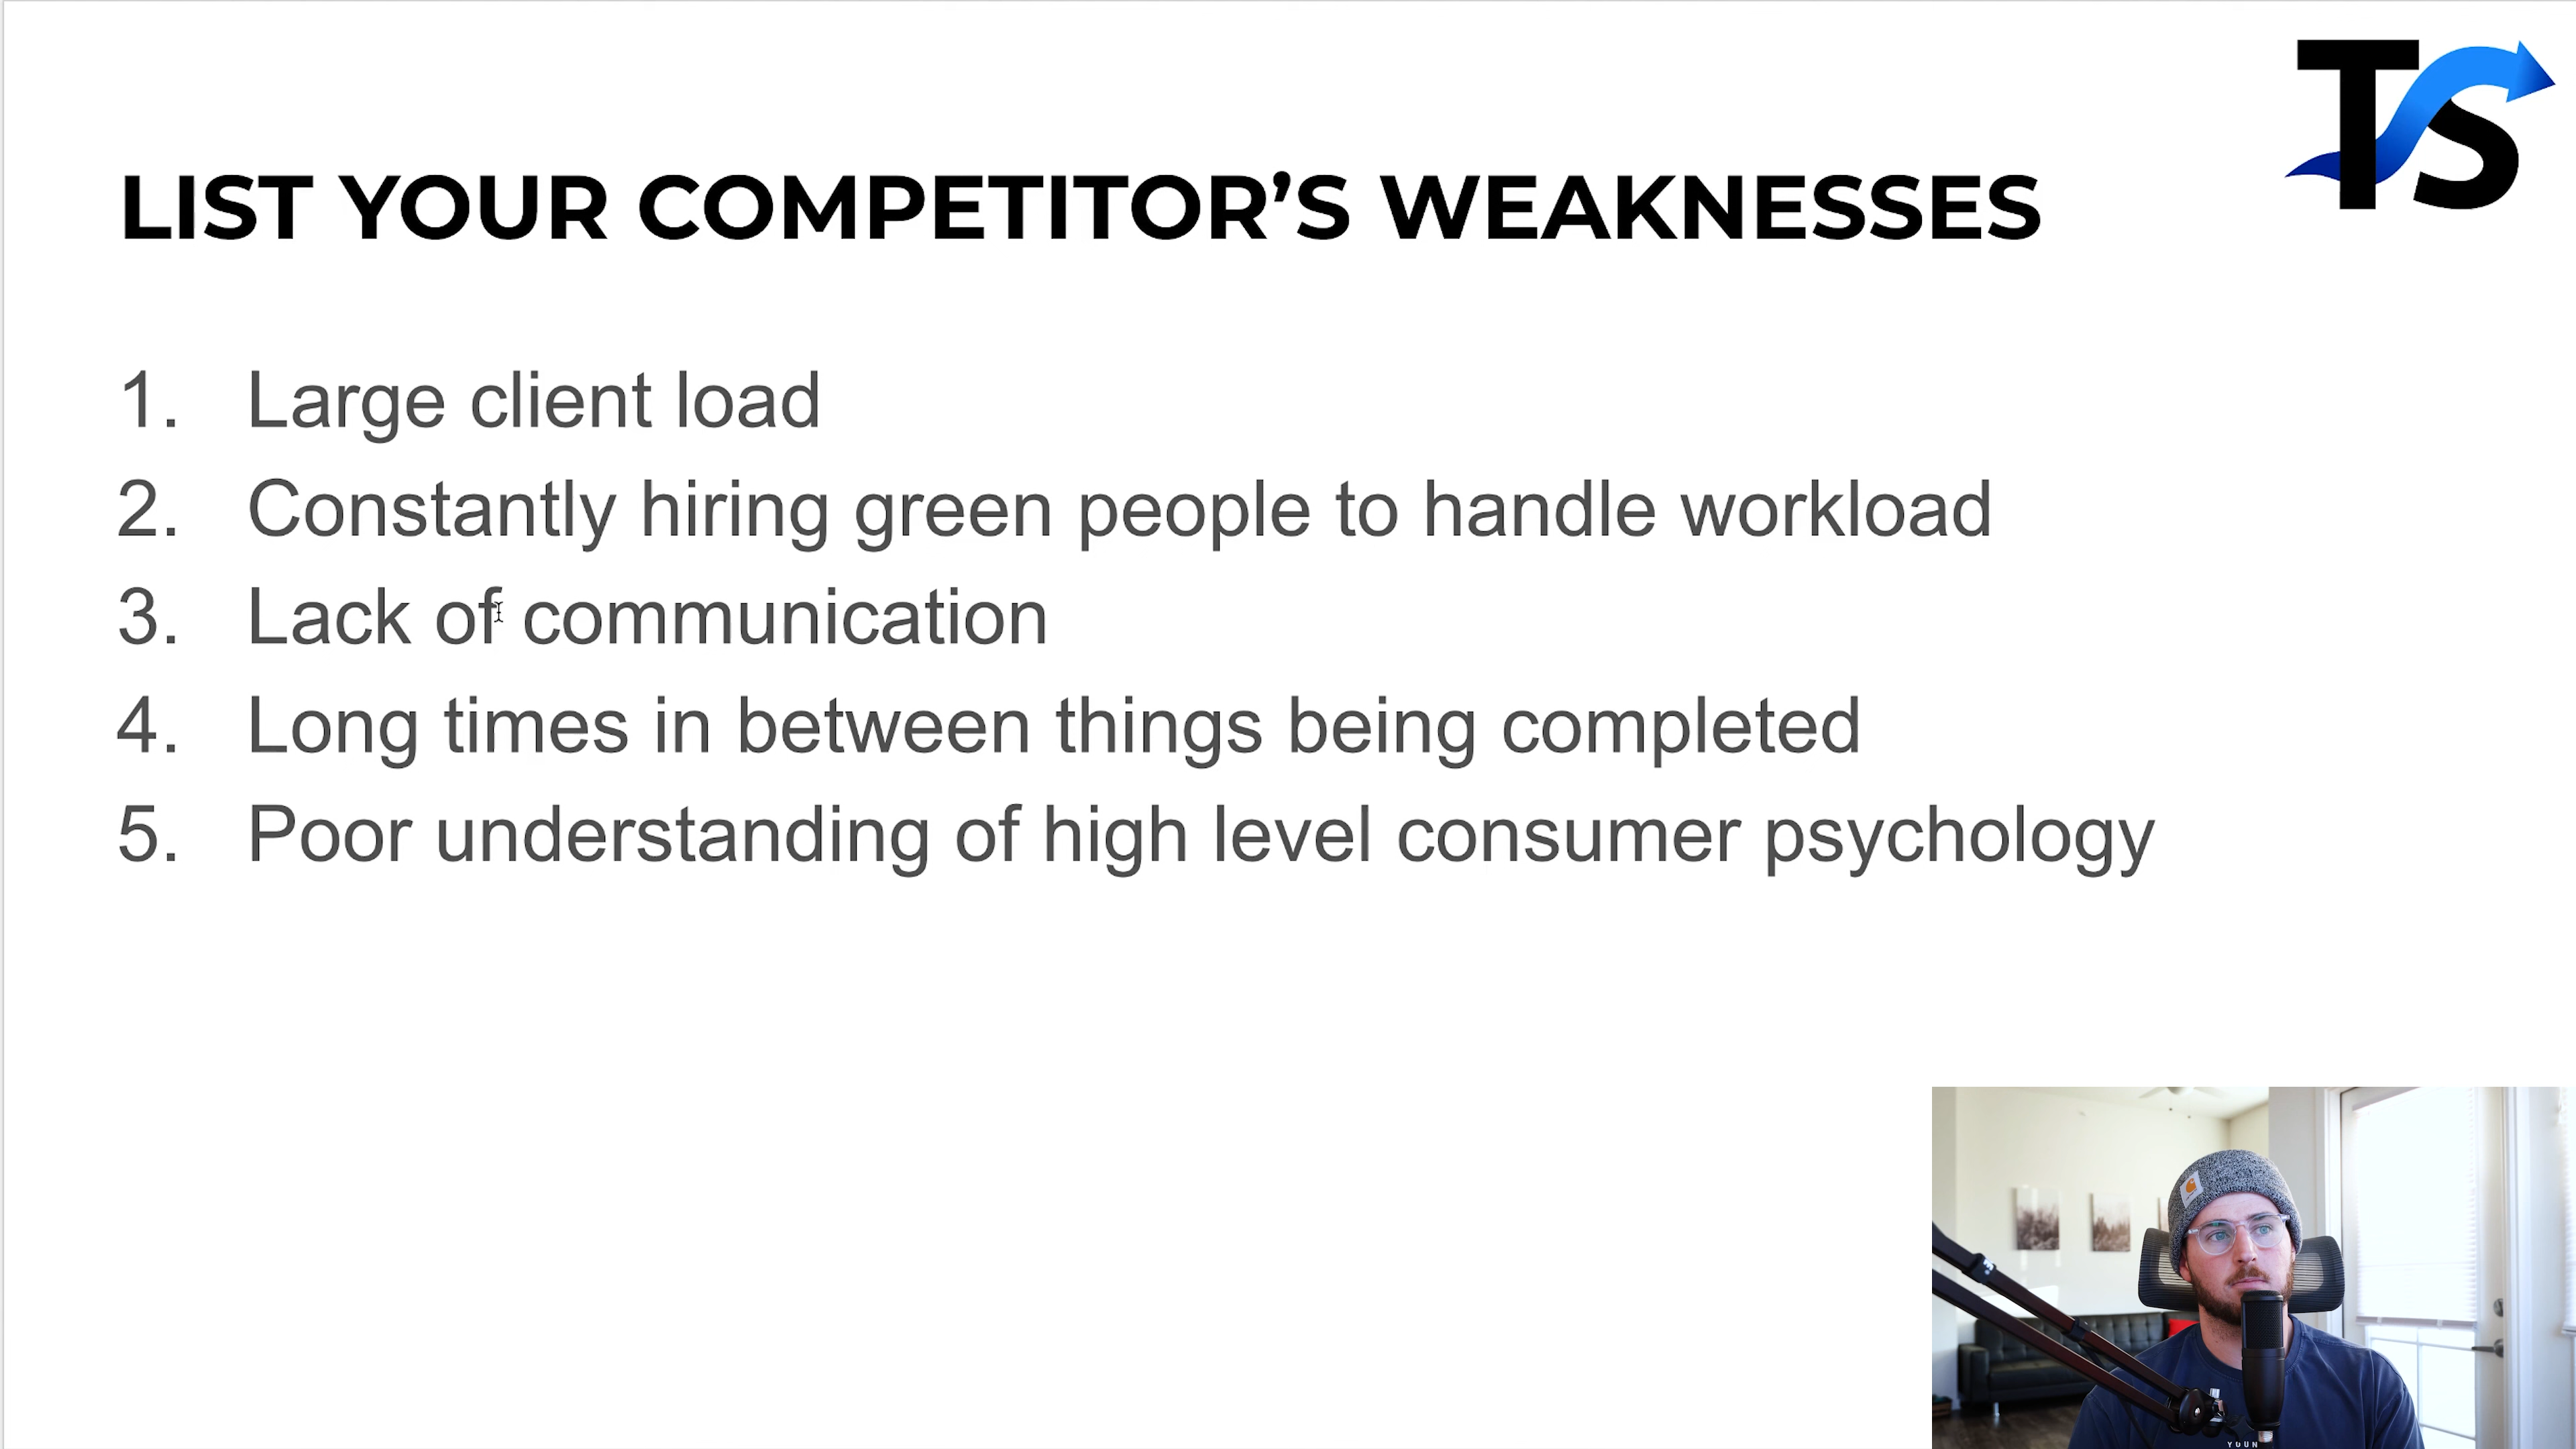 TS
LIST YOUR COMPETITOR’S WEAKNESSES
1. Large client load
2. Constantly hiring green people to handle workload
3. Lack of communication
4. Long times in between things being completed
5. Poor understanding of high level consumer psychology
YOUN